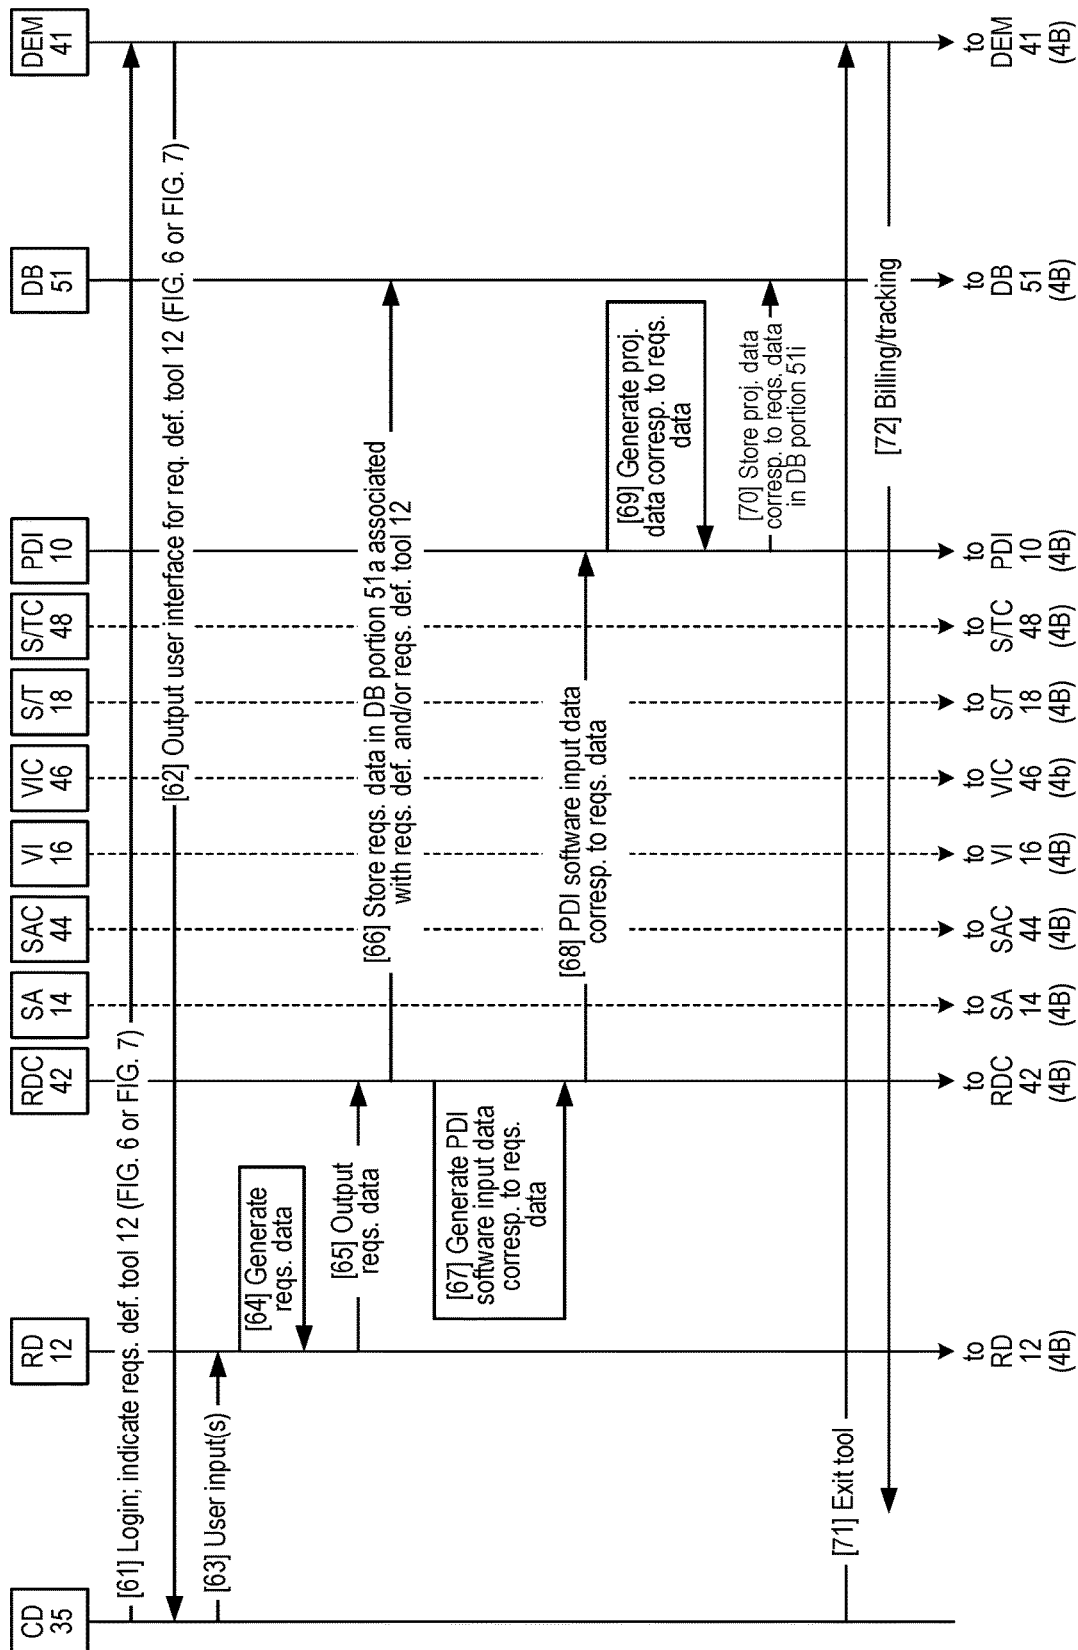 CD
35
RD
12
RDC
42
SA
14
SAC
44
VI
16
VIC
46
S/T
18
S/TC
48
PDI
10
DB
51
DEM
41
[61] Login; indicate reqs. def. tool 12 (FIG. 6 or FIG. 7)
[62] Output user interface for req. def. tool 12 (FIG. 6 or FIG. 7)
[63] User input(s)
[64] Generate
reqs. data
[65] Output
reqs. data
[66] Store reqs. data in DB portion 51a associated
with reqs. def. and/or reqs. def. tool 12
[67] Generate PDI
software input data
corresp. to reqs.
data
[68] PDI software input data
corresp. to reqs. data
[69] Generate proj.
data corresp. to reqs.
data
[70] Store proj. data
corresp. to reqs. data
in DB portion 51i
[71] Exit tool
[72] Billing/tracking
to
RD
12
(4B)
to
RDC
42
(4B)
to
SA
14
(4B)
to
SAC
44
(4B)
to
VI
16
(4B)
to
VIC
46
(4b)
to
S/T
18
(4B)
to
S/TC
48
(4B)
to
PDI
10
(4B)
to
DB
51
(4B)
to
DEM
41
(4B)